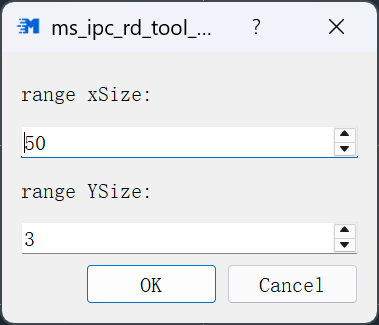 ms_ipc_rd_tool_...
?
range xSize:
50
range YSize:
3
OK
Cancel